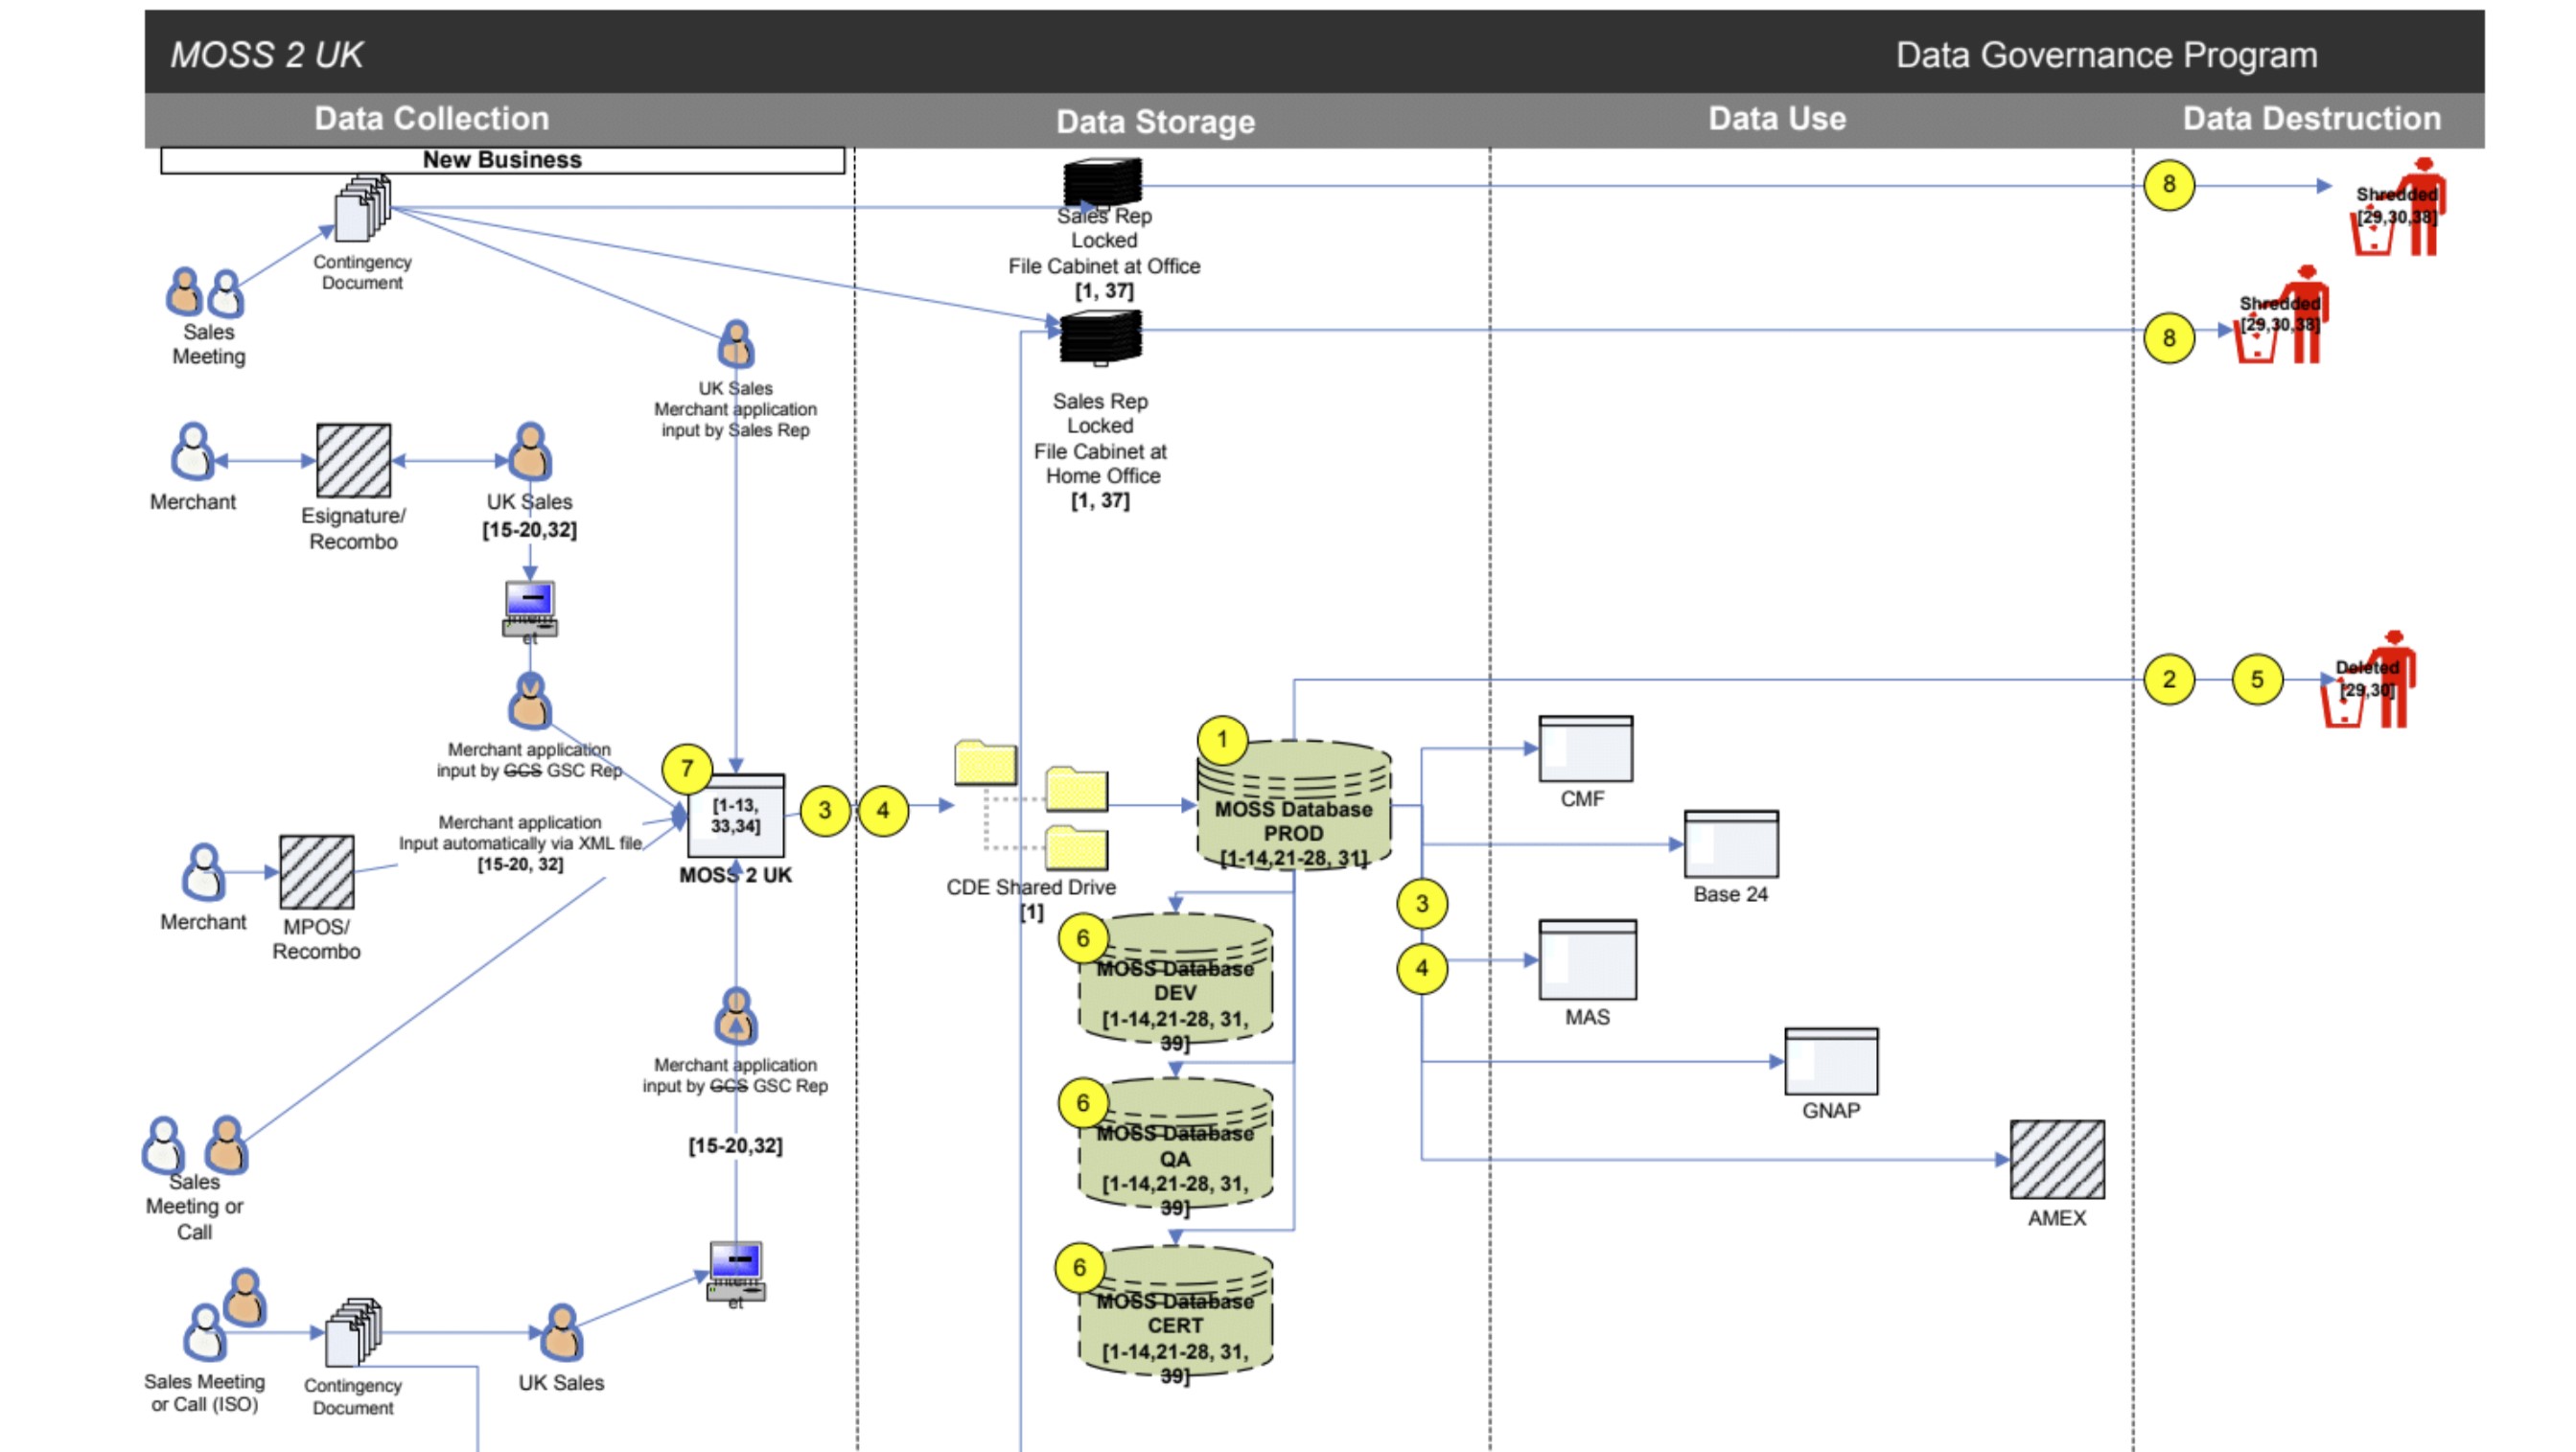 MOSS 2 UK
Data Governance Program
Data Collection
Data Storage
Data Use
Data Destruction
New Business
Contingency
Document
Sales
Meeting
UK Sales
Merchant application
input by Sales Rep
Sales Rep
Locked
File Cabinet at Office
[1, 37]
8
Shredded
[29,30,38]
Sales Rep
Locked
File Cabinet at
Home Office
[1, 37]
8
Shredded
[29,30,38]
Merchant
Esignature/
Recombo
UK Sales
[15-20,32]
et
Merchant application
input by GCS GSC Rep
Merchant
MPOS/
Recombo
Merchant application
Input automatically via XML file
[15-20, 32]
7
[1-13,
33,34]
MOSS 2 UK
3
4
CDE Shared Drive
[1]
1
MOSS Database
PROD
[1-14,21-28, 31]
2
5
Deleted
[29,30]
CMF
Base 24
3
4
MAS
GNAP
AMEX
6
MOSS Database
DEV
[1-14,21-28, 31,
39]
6
MOSS Database
QA
[1-14,21-28, 31,
39]
6
MOSS Database
CERT
[1-14,21-28, 31,
39]
Merchant application
input by GCS GSC Rep
[15-20,32]
et
Sales
Meeting or
Call
Sales Meeting
or Call (ISO)
Contingency
Document
UK Sales